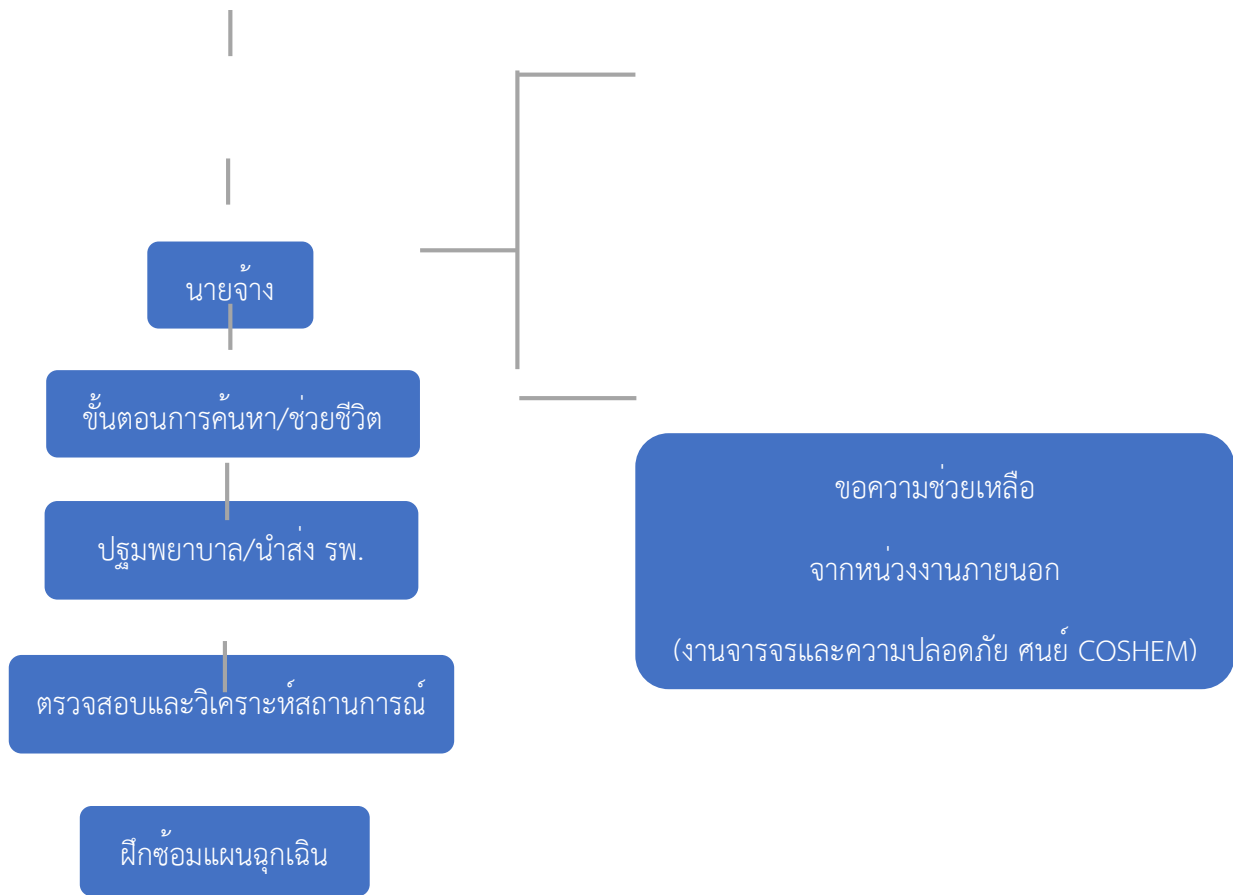 นายจ้าง
ขั้นตอนการค้นหา/ช่วยชีวิต
ปฐมพยาบาล/นำส่ง รพ.
ตรวจสอบและวิเคราะห์สถานการณ์
ฝึกซ้อมแผนฉุกเฉิน
ขอความช่วยเหลือ
จากหน่วงงานภายนอก
(งานจารจรและความปลอดภัย ศนย์ COSHEM)